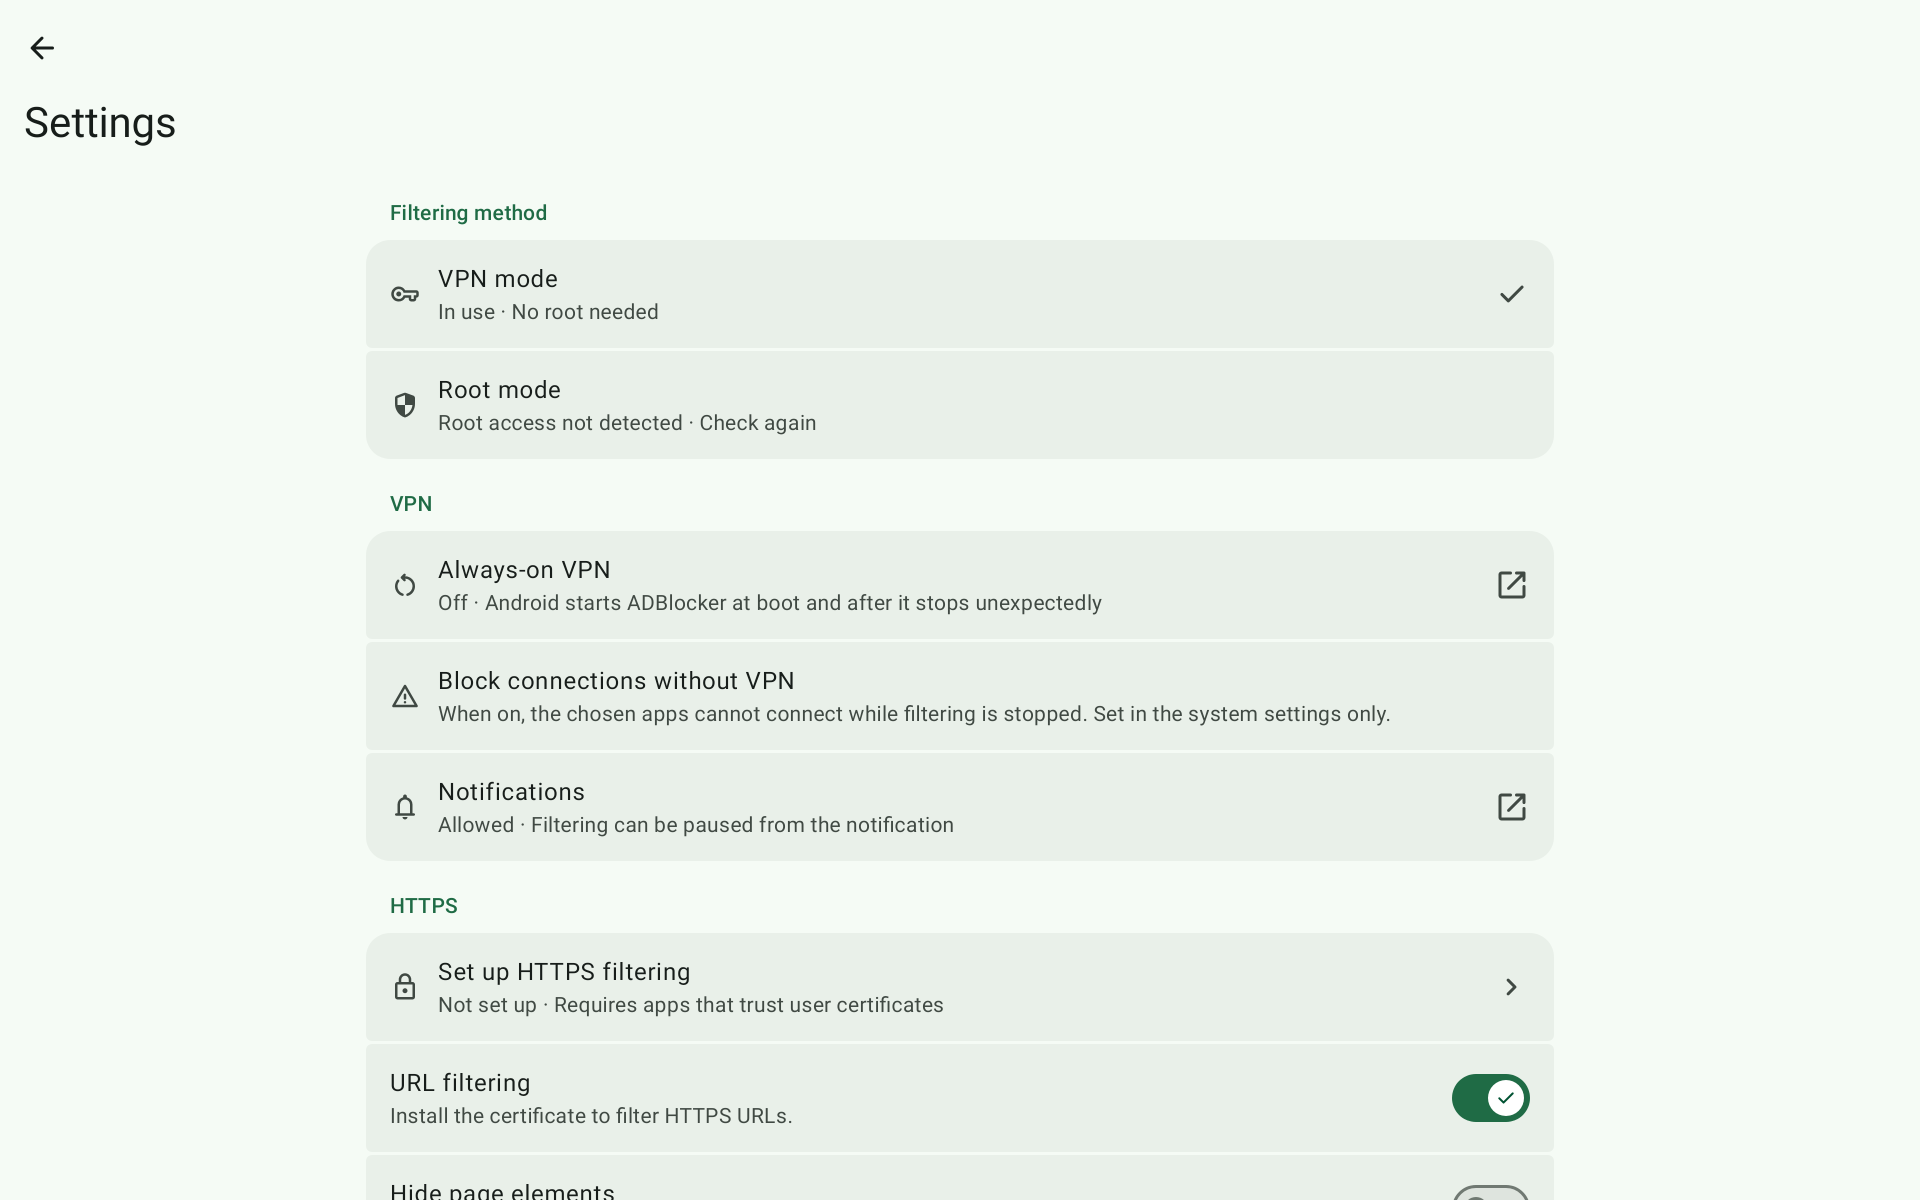 Settings
Filtering method
VPN mode
In use · No root needed
Root mode
Root access not detected · Check again
VPN
Always-on VPN
Off · Android starts ADBlocker at boot and after it stops unexpectedly
Block connections without VPN
When on, the chosen apps cannot connect while filtering is stopped. Set in the system settings only.
Notifications
Allowed · Filtering can be paused from the notification
HTTPS
Set up HTTPS filtering
Not set up · Requires apps that trust user certificates
URL filtering
Install the certificate to filter HTTPS URLs.
Hide page elements